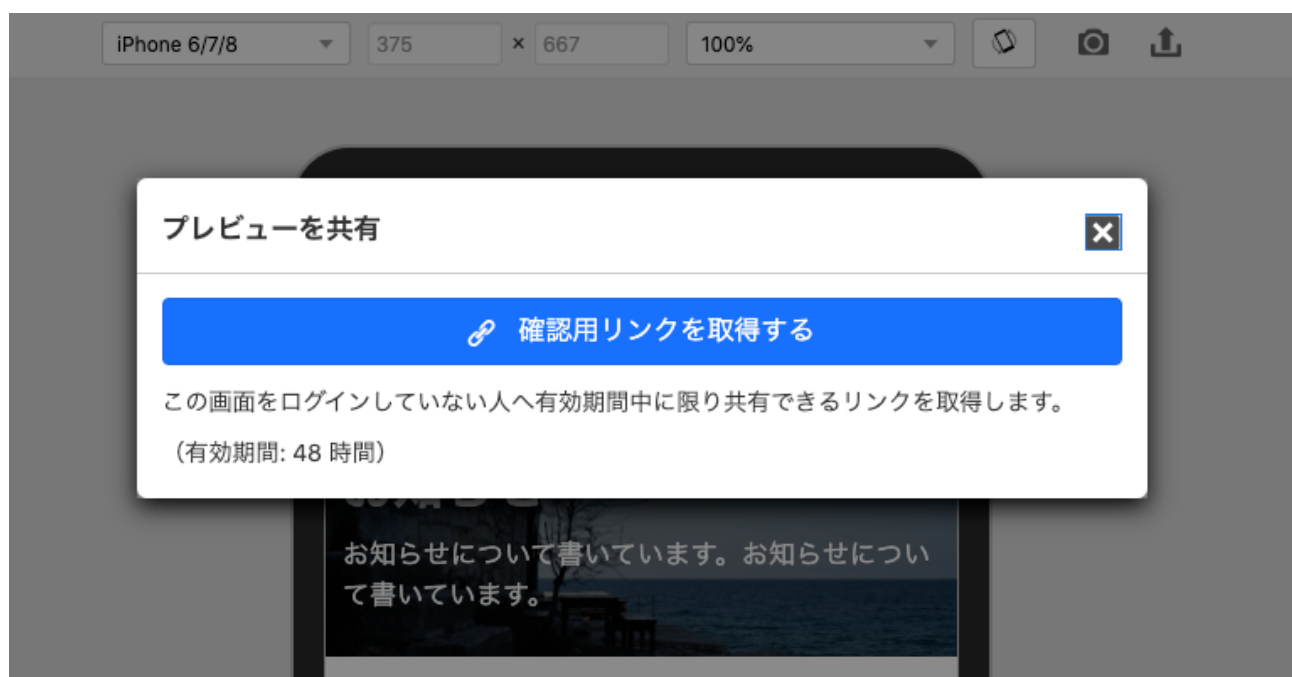 iPhone 6/7/8 375 × 667 100%
プレビューを共有
確認用リンクを取得する
この画面をログインしていない人へ有効期間中に限り共有できるリンクを取得します。
（有効期間: 48 時間）
お知らせ
お知らせについて書いています。お知らせについ
て書いています。